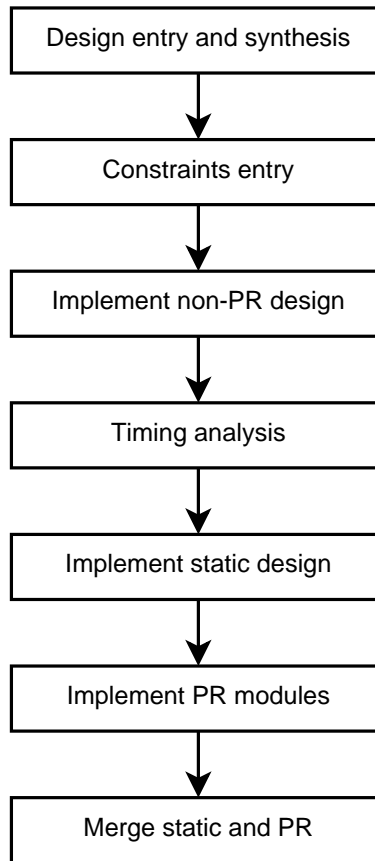 Design entry and synthesis
Constraints entry
Implement non-PR design
Timing analysis
Implement static design
Implement PR modules
Merge static and PR